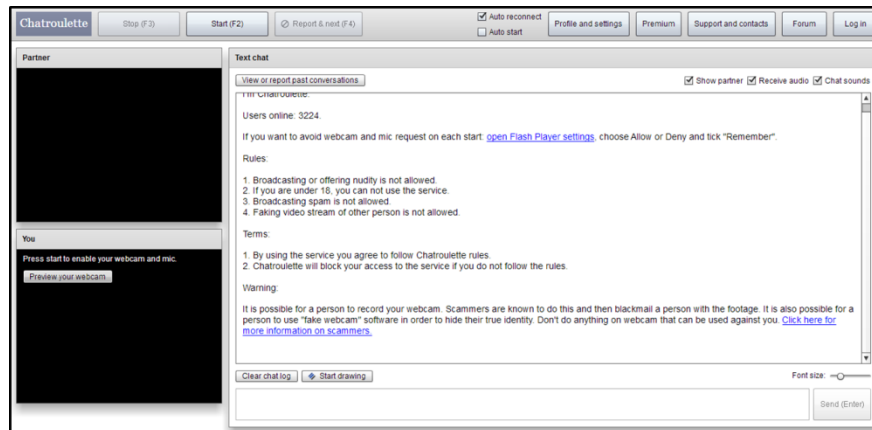 Chatroulette
Stop (F3)
Start (F2)
Report & next (F4)
Auto reconnect
Auto start
Profile and settings
Premium
Support and contacts
Forum
Log in
Partner
Text chat
View or report past conversations
Show partner
Receive audio
Chat sounds
I'm Chatroulette.
Users online: 3224.
If you want to avoid webcam and mic request on each start: open Flash Player settings, choose Allow or Deny and tick "Remember".
Rules:
1. Broadcasting or offering nudity is not allowed.
2. If you are under 18, you can not use the service.
3. Broadcasting spam is not allowed.
4. Faking video stream of other person is not allowed.
Terms:
1. By using the service you agree to follow Chatroulette rules.
2. Chatroulette will block your access to the service if you do not follow the rules.
Warning:
It is possible for a person to record your webcam. Scammers are known to do this and then blackmail a person with the footage. It is also possible for a
person to use "fake webcam" software in order to hide their true identity. Don't do anything on webcam that can be used against you. Click here for
more information on scammers.
You
Press start to enable your webcam and mic.
Preview your webcam
Clear chat log
Start drawing
Font size:
Send (Enter)